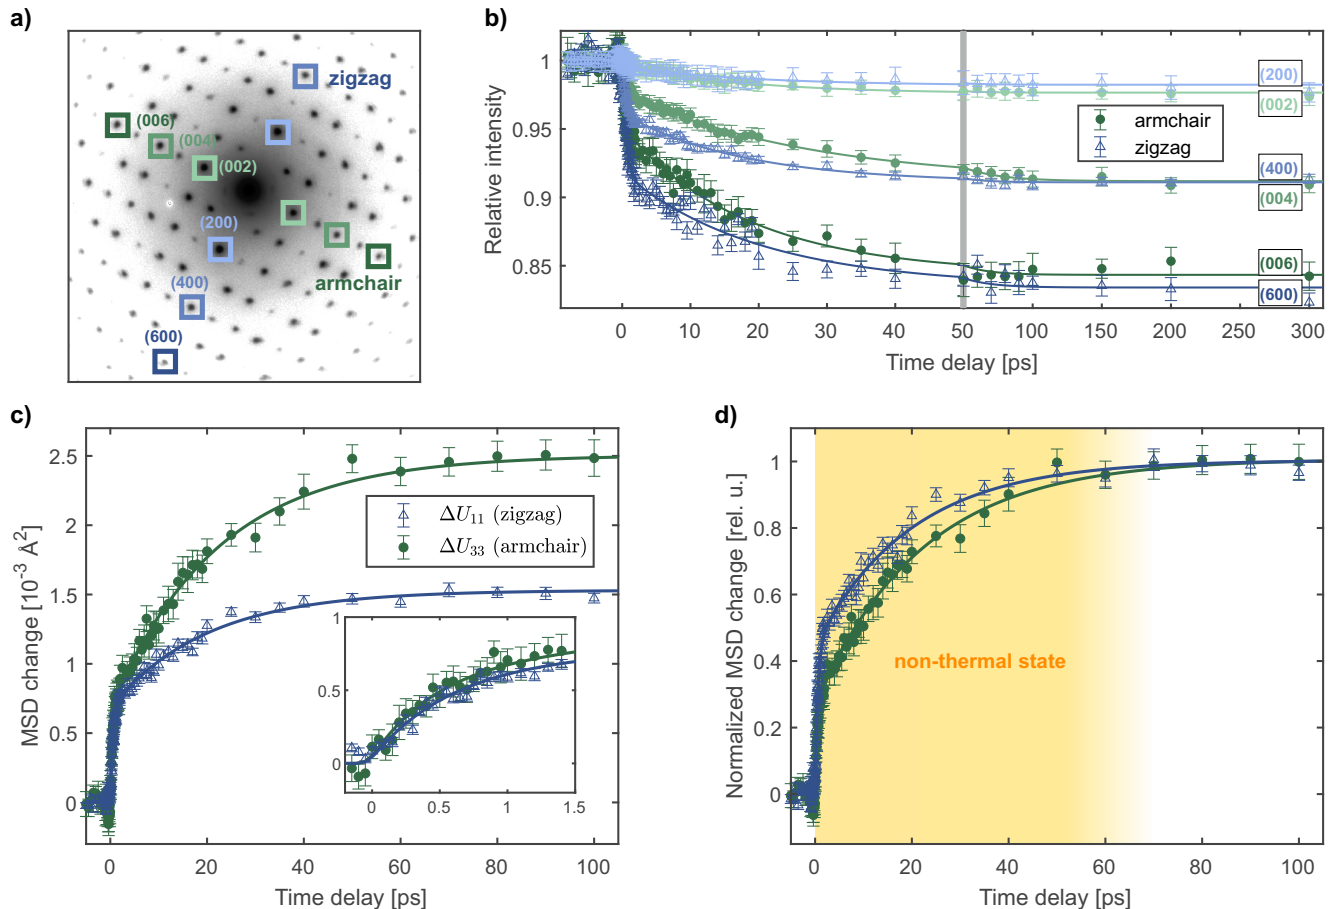 a)
zigzag
(006)
(004)
(002)
(200)
(400)
(600)
armchair
b)
Relative intensity
1
0.95
0.9
0.85
0 10 20 30 40 50 100 150 200 250 300
Time delay [ps]
armchair
zigzag
(200)
(002)
(400)
(004)
(006)
(600)
c)
MSD change [10⁻³ Å²]
2.5
2
1.5
1
0.5
0
0 20 40 60 80 100
Time delay [ps]
ΔU₁₁ (zigzag)
ΔU₃₃ (armchair)
1
0.5
0
0 0.5 1 1.5
d)
Normalized MSD change [rel. u.]
1
0.8
0.6
0.4
0.2
0
0 20 40 60 80 100
Time delay [ps]
non-thermal state